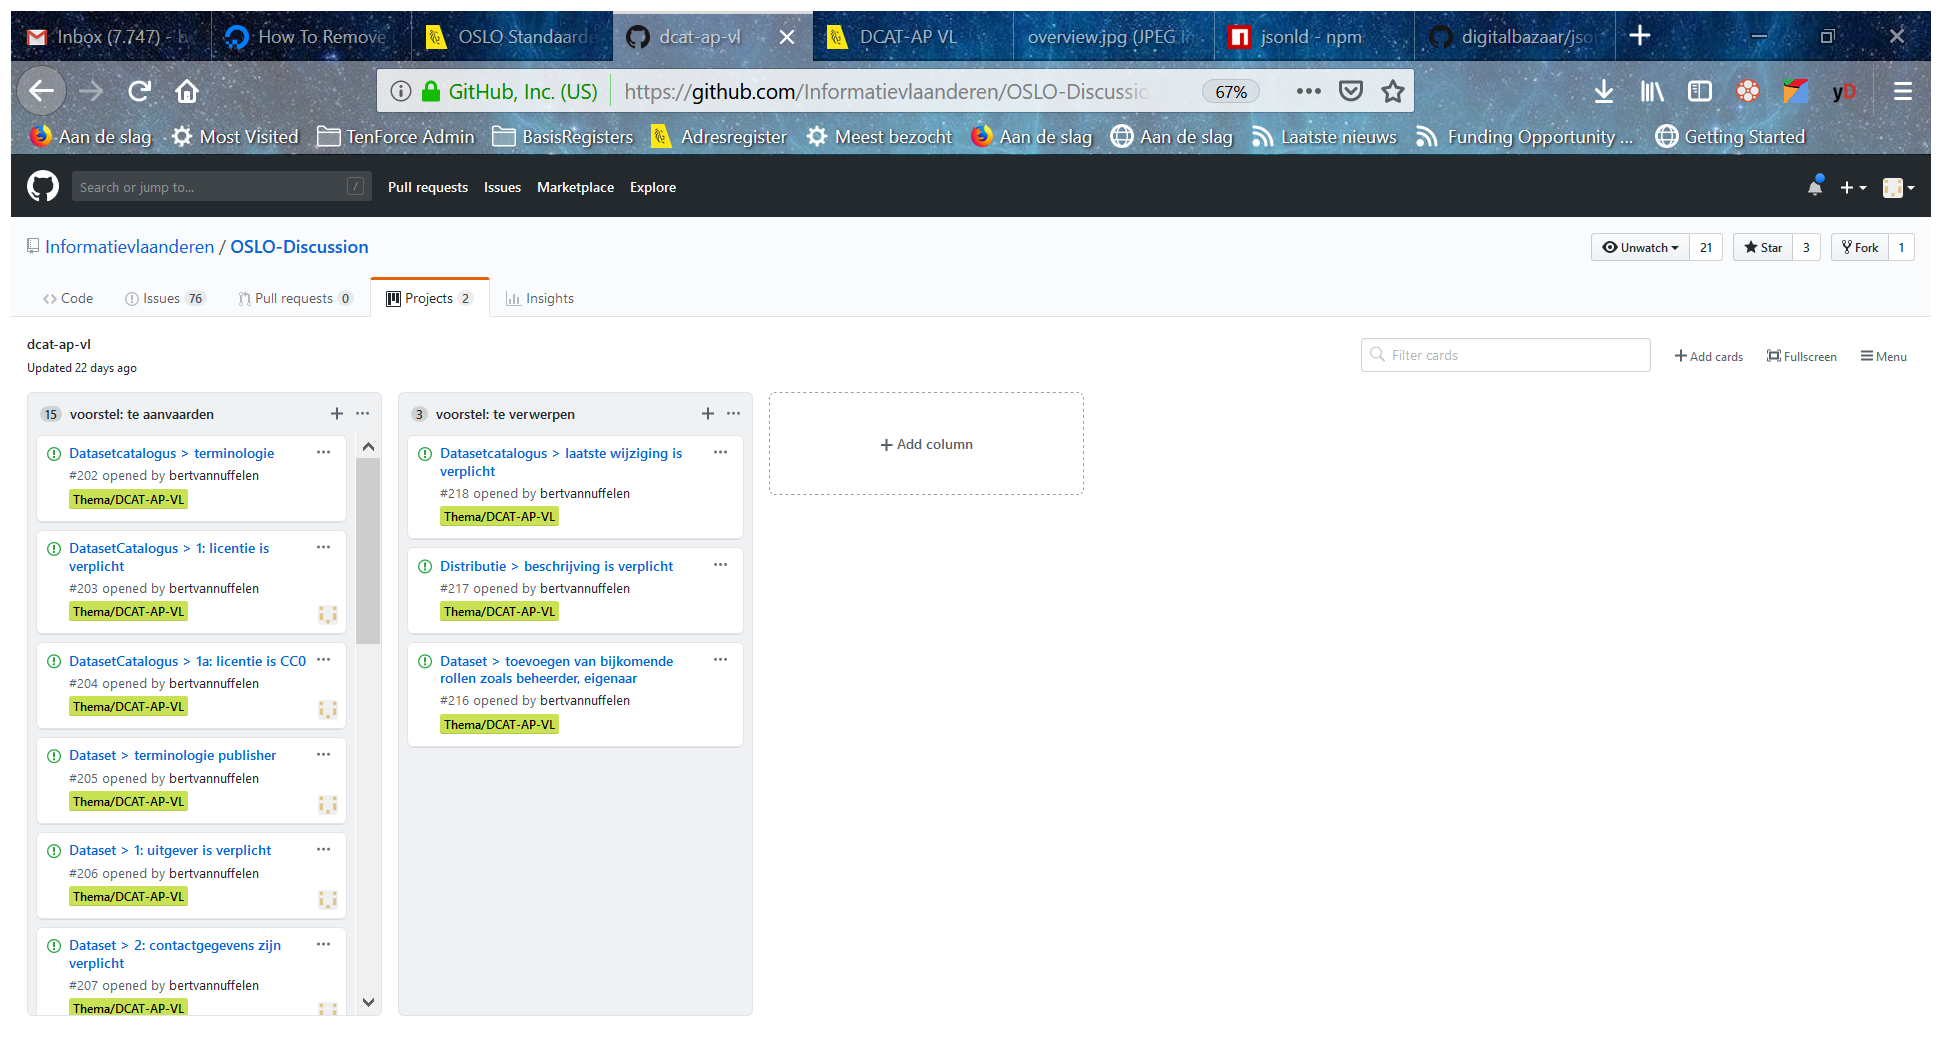 Inbox (7.747) - b
How To Remove
OSLO Standaarde
dcat-ap-vl
DCAT-AP VL
overview.jpg (JPEG Im
jsonld - npm
digitalbazaar/json
GitHub, Inc. (US)
https://github.com/Informatievlaanderen/OSLO-Discussio
67%
yD
Aan de slag
Most Visited
TenForce Admin
BasisRegisters
Adresregister
Meest bezocht
Aan de slag
Aan de slag
Laatste nieuws
Funding Opportunity ...
Getting Started
Search or jump to...
/
Pull requests
Issues
Marketplace
Explore
Informatievlaanderen / OSLO-Discussion
Unwatch 21
Star 3
Fork 1
Code
Issues 76
Pull requests 0
Projects 2
Insights
dcat-ap-vl
Updated 22 days ago
Filter cards
Add cards
Fullscreen
Menu
15 voorstel: te aanvaarden
Datasetcatalogus > terminologie
#202 opened by bertvannuffelen
Thema/DCAT-AP-VL
DatasetCatalogus > 1: licentie is
verplicht
#203 opened by bertvannuffelen
Thema/DCAT-AP-VL
DatasetCatalogus > 1a: licentie is CC0
#204 opened by bertvannuffelen
Thema/DCAT-AP-VL
Dataset > terminologie publisher
#205 opened by bertvannuffelen
Thema/DCAT-AP-VL
Dataset > 1: uitgever is verplicht
#206 opened by bertvannuffelen
Thema/DCAT-AP-VL
Dataset > 2: contactgegevens zijn
verplicht
#207 opened by bertvannuffelen
Thema/DCAT-AP-VL
3 voorstel: te verwerpen
Datasetcatalogus > laatste wijziging is
verplicht
#218 opened by bertvannuffelen
Thema/DCAT-AP-VL
Distributie > beschrijving is verplicht
#217 opened by bertvannuffelen
Thema/DCAT-AP-VL
Dataset > toevoegen van bijkomende
rollen zoals beheerder, eigenaar
#216 opened by bertvannuffelen
Thema/DCAT-AP-VL
Add column